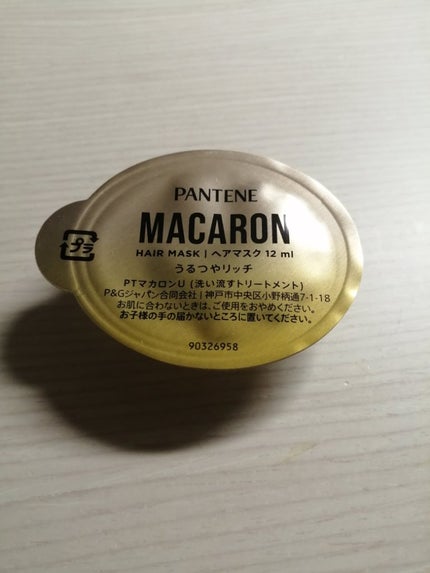 PANTENE
MACARON
HAIR MASK | ヘアマスク 12 ml
うるつやリッチ
PTマカロンU (洗い流すトリートメント)
P&Gジャパン合同会社 | 神戸市中央区小野柄通7-1-18
お肌に合わないときは、ご使用をおやめください。
お子様の手の届かないところに置いてください。
プラ
90326958